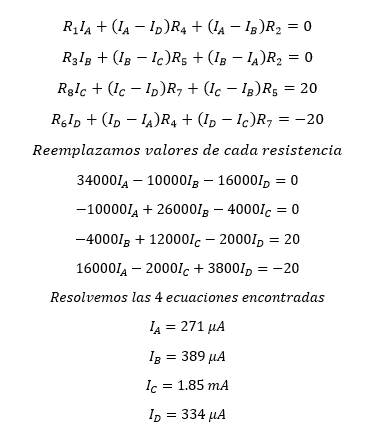 R₁I_A + (I_A − I_D)R₄ + (I_A − I_B)R₂ = 0
R₃I_B + (I_B − I_C)R₅ + (I_B − I_A)R₂ = 0
R₈I_C + (I_C − I_D)R₇ + (I_C − I_B)R₅ = 20
R₆I_D + (I_D − I_A)R₄ + (I_D − I_C)R₇ = −20
Reemplazamos valores de cada resistencia
34000I_A − 10000I_B − 16000I_D = 0
−10000I_A + 26000I_B − 4000I_C = 0
−4000I_B + 12000I_C − 2000I_D = 20
16000I_A − 2000I_C + 3800I_D = −20
Resolvemos las 4 ecuaciones encontradas
I_A = 271 μA
I_B = 389 μA
I_C = 1.85 mA
I_D = 334 μA